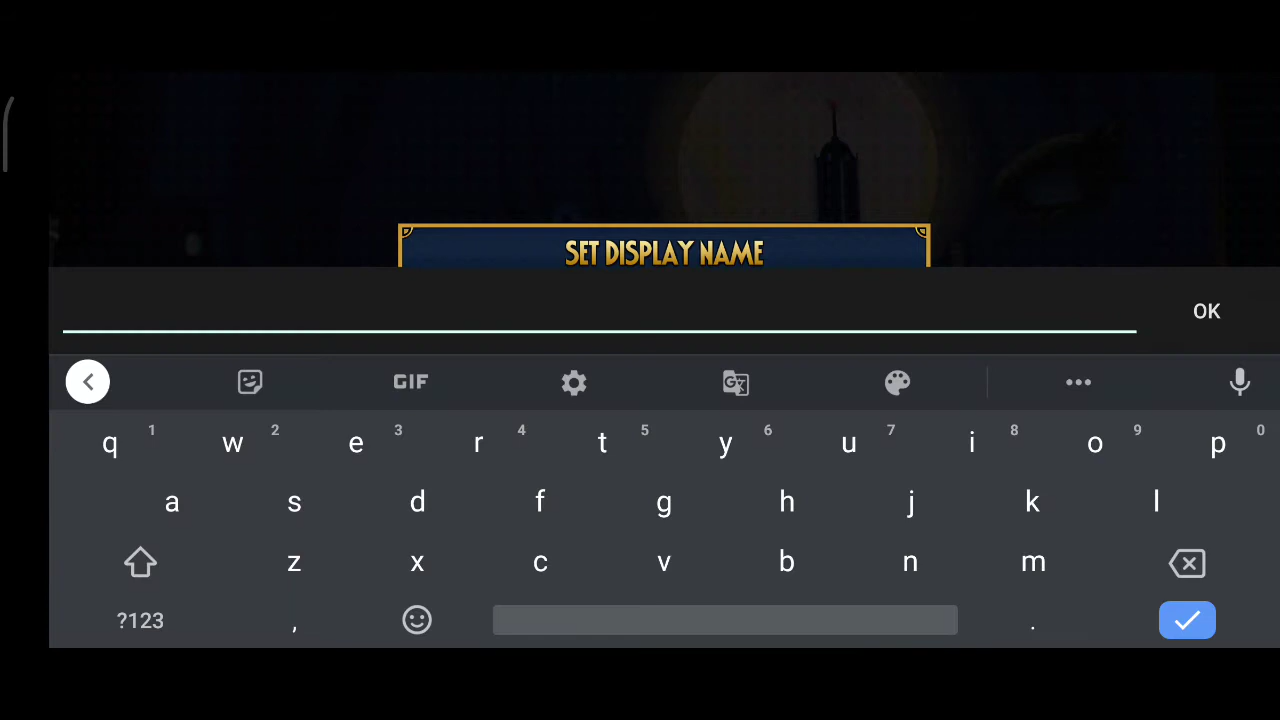 SET DISPLAY NAME
OK
GIF
q 1 w 2 e 3 r 4 t 5 y 6 u 7 i 8 o 9 p 0
a s d f g h j k l
z x c v b n m
?123 , .